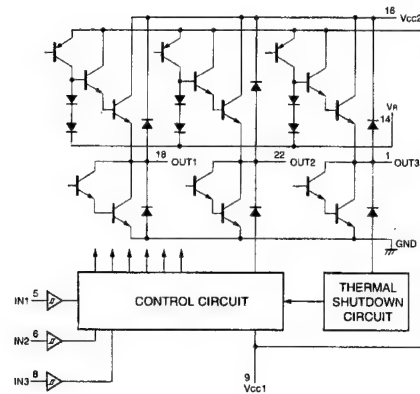 16 Vcc2
VR
14
18 OUT1
22 OUT2
1 OUT3
GND
IN1 5
CONTROL CIRCUIT
THERMAL
SHUTDOWN
CIRCUIT
IN2 6
IN3 8
9
Vcc1